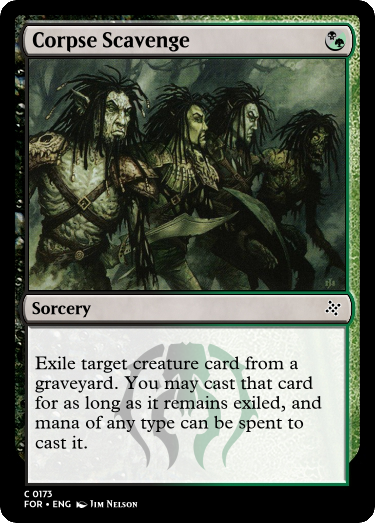 Corpse Scavenge
Sorcery
Exile target creature card from a
graveyard. You may cast that card
for as long as it remains exiled, and
mana of any type can be spent to
cast it.
C 0173
FOR • ENG Jim Nelson